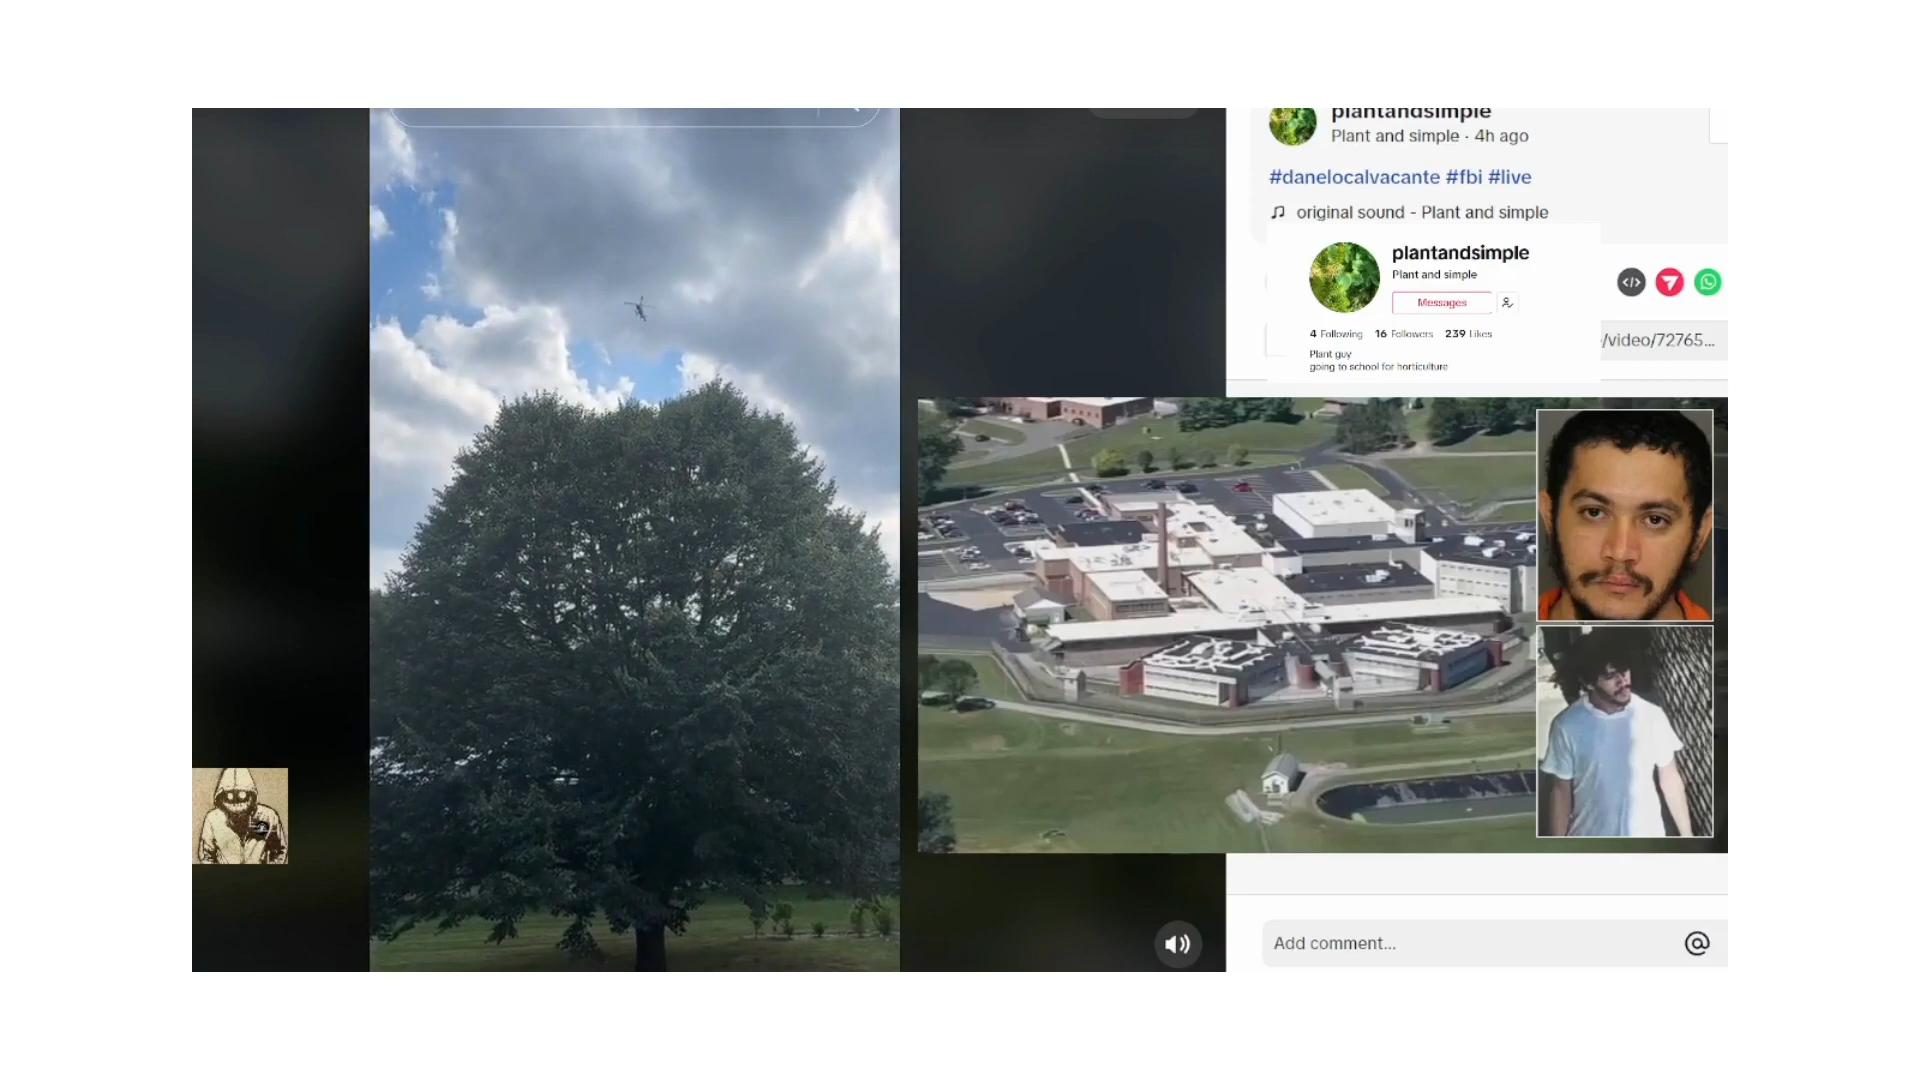 plantandsimple
Plant and simple · 4h ago
#danelocalvacante #fbi #live
original sound - Plant and simple
plantandsimple
Plant and simple
Messages
4 Following 16 Followers 239 Likes
Plant guy
going to school for horticulture
/video/72765...
Add comment...